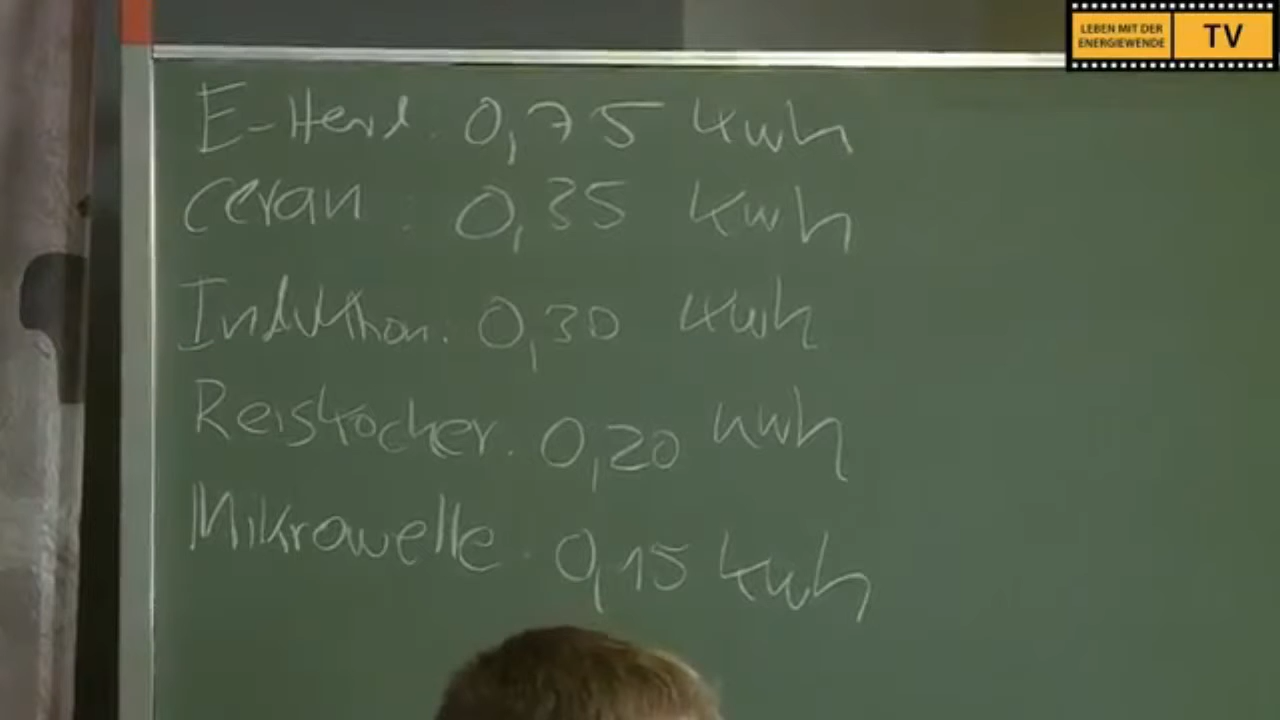 LEBEN MIT DER
ENERGIEWENDE
TV
E-Herd: 0,75 kwh
Ceran: 0,35 kwh
Induktion: 0,30 kwh
Reiskocher: 0,20 kwh
Mikrowelle: 0,15 kwh